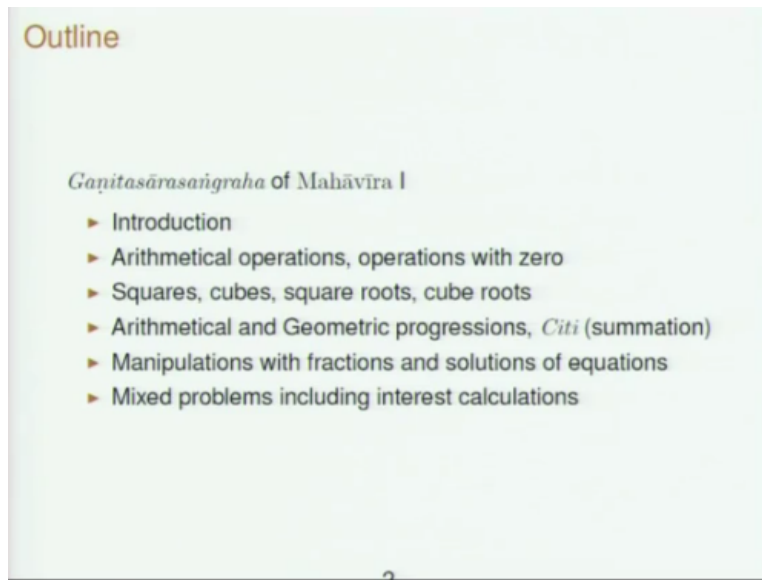 Outline
Gaṇitasārasaṅgraha of Mahāvīra I
► Introduction
► Arithmetical operations, operations with zero
► Squares, cubes, square roots, cube roots
► Arithmetical and Geometric progressions, Citi (summation)
► Manipulations with fractions and solutions of equations
► Mixed problems including interest calculations